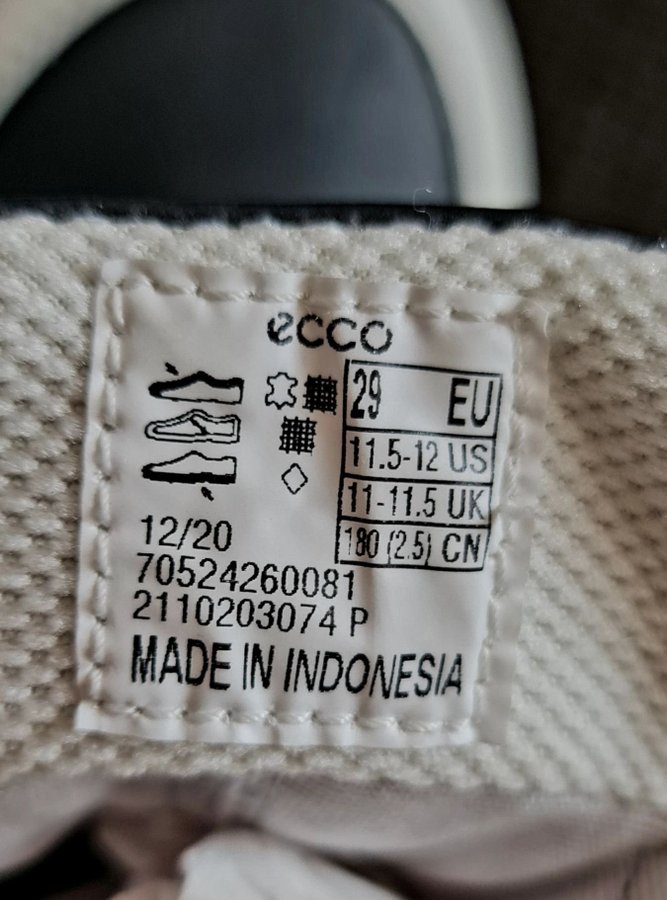 ecco
29 EU
11.5-12 US
11-11.5 UK
180 (2.5) CN
12/20
70524260081
2110203074 P
MADE IN INDONESIA